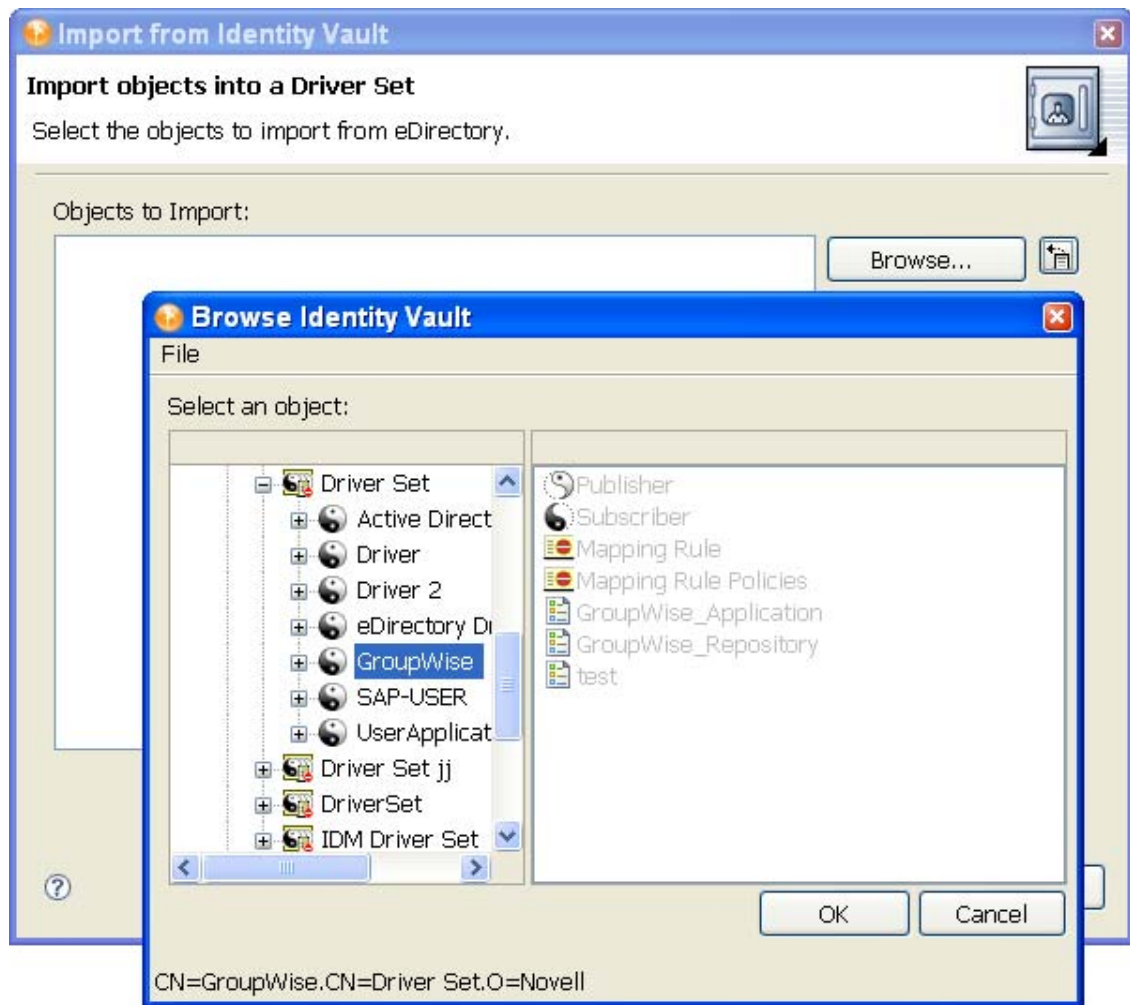 Import from Identity Vault
Import objects into a Driver Set
Select the objects to import from eDirectory.
Objects to Import:
Browse...
Browse Identity Vault
File
Select an object:
Driver Set
Active Direct
Driver
Driver 2
eDirectory
GroupWise
SAP-USER
UserApplicat
Driver Set jj
DriverSet
IDM Driver Set
Publisher
Subscriber
Mapping Rule
Mapping Rule Policies
GroupWise_Application
GroupWise_Repository
test
?
OK
Cancel
CN=GroupWise.CN=Driver Set.O=Novell